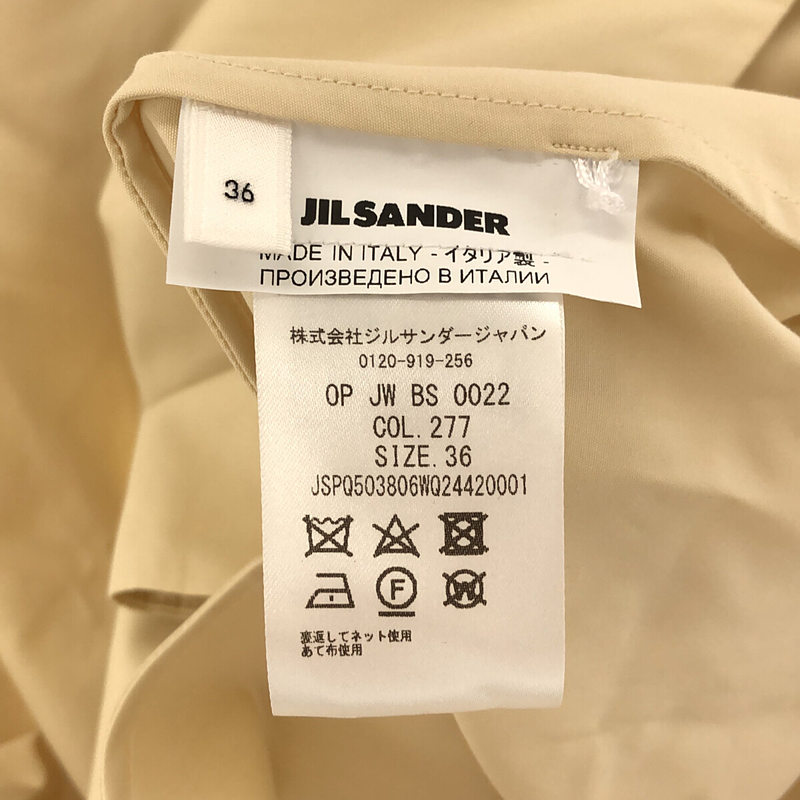 36
JIL SANDER
MADE IN ITALY - イタリア製 -
ПРОИЗВЕДЕНО В ИТАЛИИ
株式会社ジルサンダージャパン
0120-919-256
OP JW BS 0022
COL. 277
SIZE. 36
JSPQ503806WQ24420001
F
W
裏返してネット使用
あて布使用